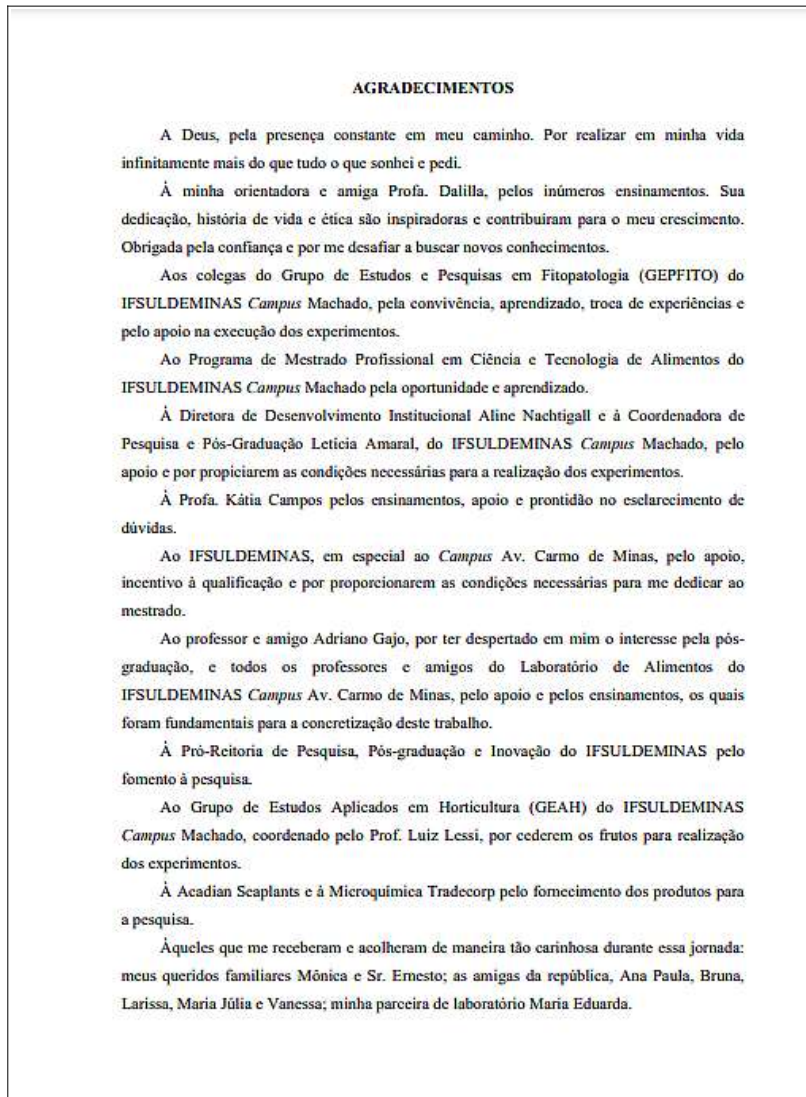 AGRADECIMENTOS
A Deus, pela presença constante em meu caminho. Por realizar em minha vida
infinitamente mais do que tudo o que sonhei e pedi.
À minha orientadora e amiga Profa. Dalilla, pelos inúmeros ensinamentos. Sua
dedicação, história de vida e ética são inspiradoras e contribuíram para o meu crescimento.
Obrigada pela confiança e por me desafiar a buscar novos conhecimentos.
Aos colegas do Grupo de Estudos e Pesquisas em Fitopatologia (GEPFITO) do
IFSULDEMINAS Campus Machado, pela convivência, aprendizado, troca de experiências e
pelo apoio na execução dos experimentos.
Ao Programa de Mestrado Profissional em Ciência e Tecnologia de Alimentos do
IFSULDEMINAS Campus Machado pela oportunidade e aprendizado.
À Diretora de Desenvolvimento Institucional Aline Nachtigall e à Coordenadora de
Pesquisa e Pós-Graduação Letícia Amaral, do IFSULDEMINAS Campus Machado, pelo
apoio e por propiciarem as condições necessárias para a realização dos experimentos.
À Profa. Kátia Campos pelos ensinamentos, apoio e prontidão no esclarecimento de
dúvidas.
Ao IFSULDEMINAS, em especial ao Campus Av. Carmo de Minas, pelo apoio,
incentivo à qualificação e por proporcionarem as condições necessárias para me dedicar ao
mestrado.
Ao professor e amigo Adriano Gajo, por ter despertado em mim o interesse pela pós-
graduação, e todos os professores e amigos do Laboratório de Alimentos do
IFSULDEMINAS Campus Av. Carmo de Minas, pelo apoio e pelos ensinamentos, os quais
foram fundamentais para a concretização deste trabalho.
À Pró-Reitoria de Pesquisa, Pós-graduação e Inovação do IFSULDEMINAS pelo
fomento à pesquisa.
Ao Grupo de Estudos Aplicados em Horticultura (GEAH) do IFSULDEMINAS
Campus Machado, coordenado pelo Prof. Luiz Lessi, por cederem os frutos para realização
dos experimentos.
À Acadian Seaplants e à Microquímica Tradecorp pelo fornecimento dos produtos para
a pesquisa.
Àqueles que me receberam e acolheram de maneira tão carinhosa durante essa jornada:
meus queridos familiares Mônica e Sr. Ernesto; as amigas da república, Ana Paula, Bruna,
Larissa, Maria Júlia e Vanessa; minha parceira de laboratório Maria Eduarda.